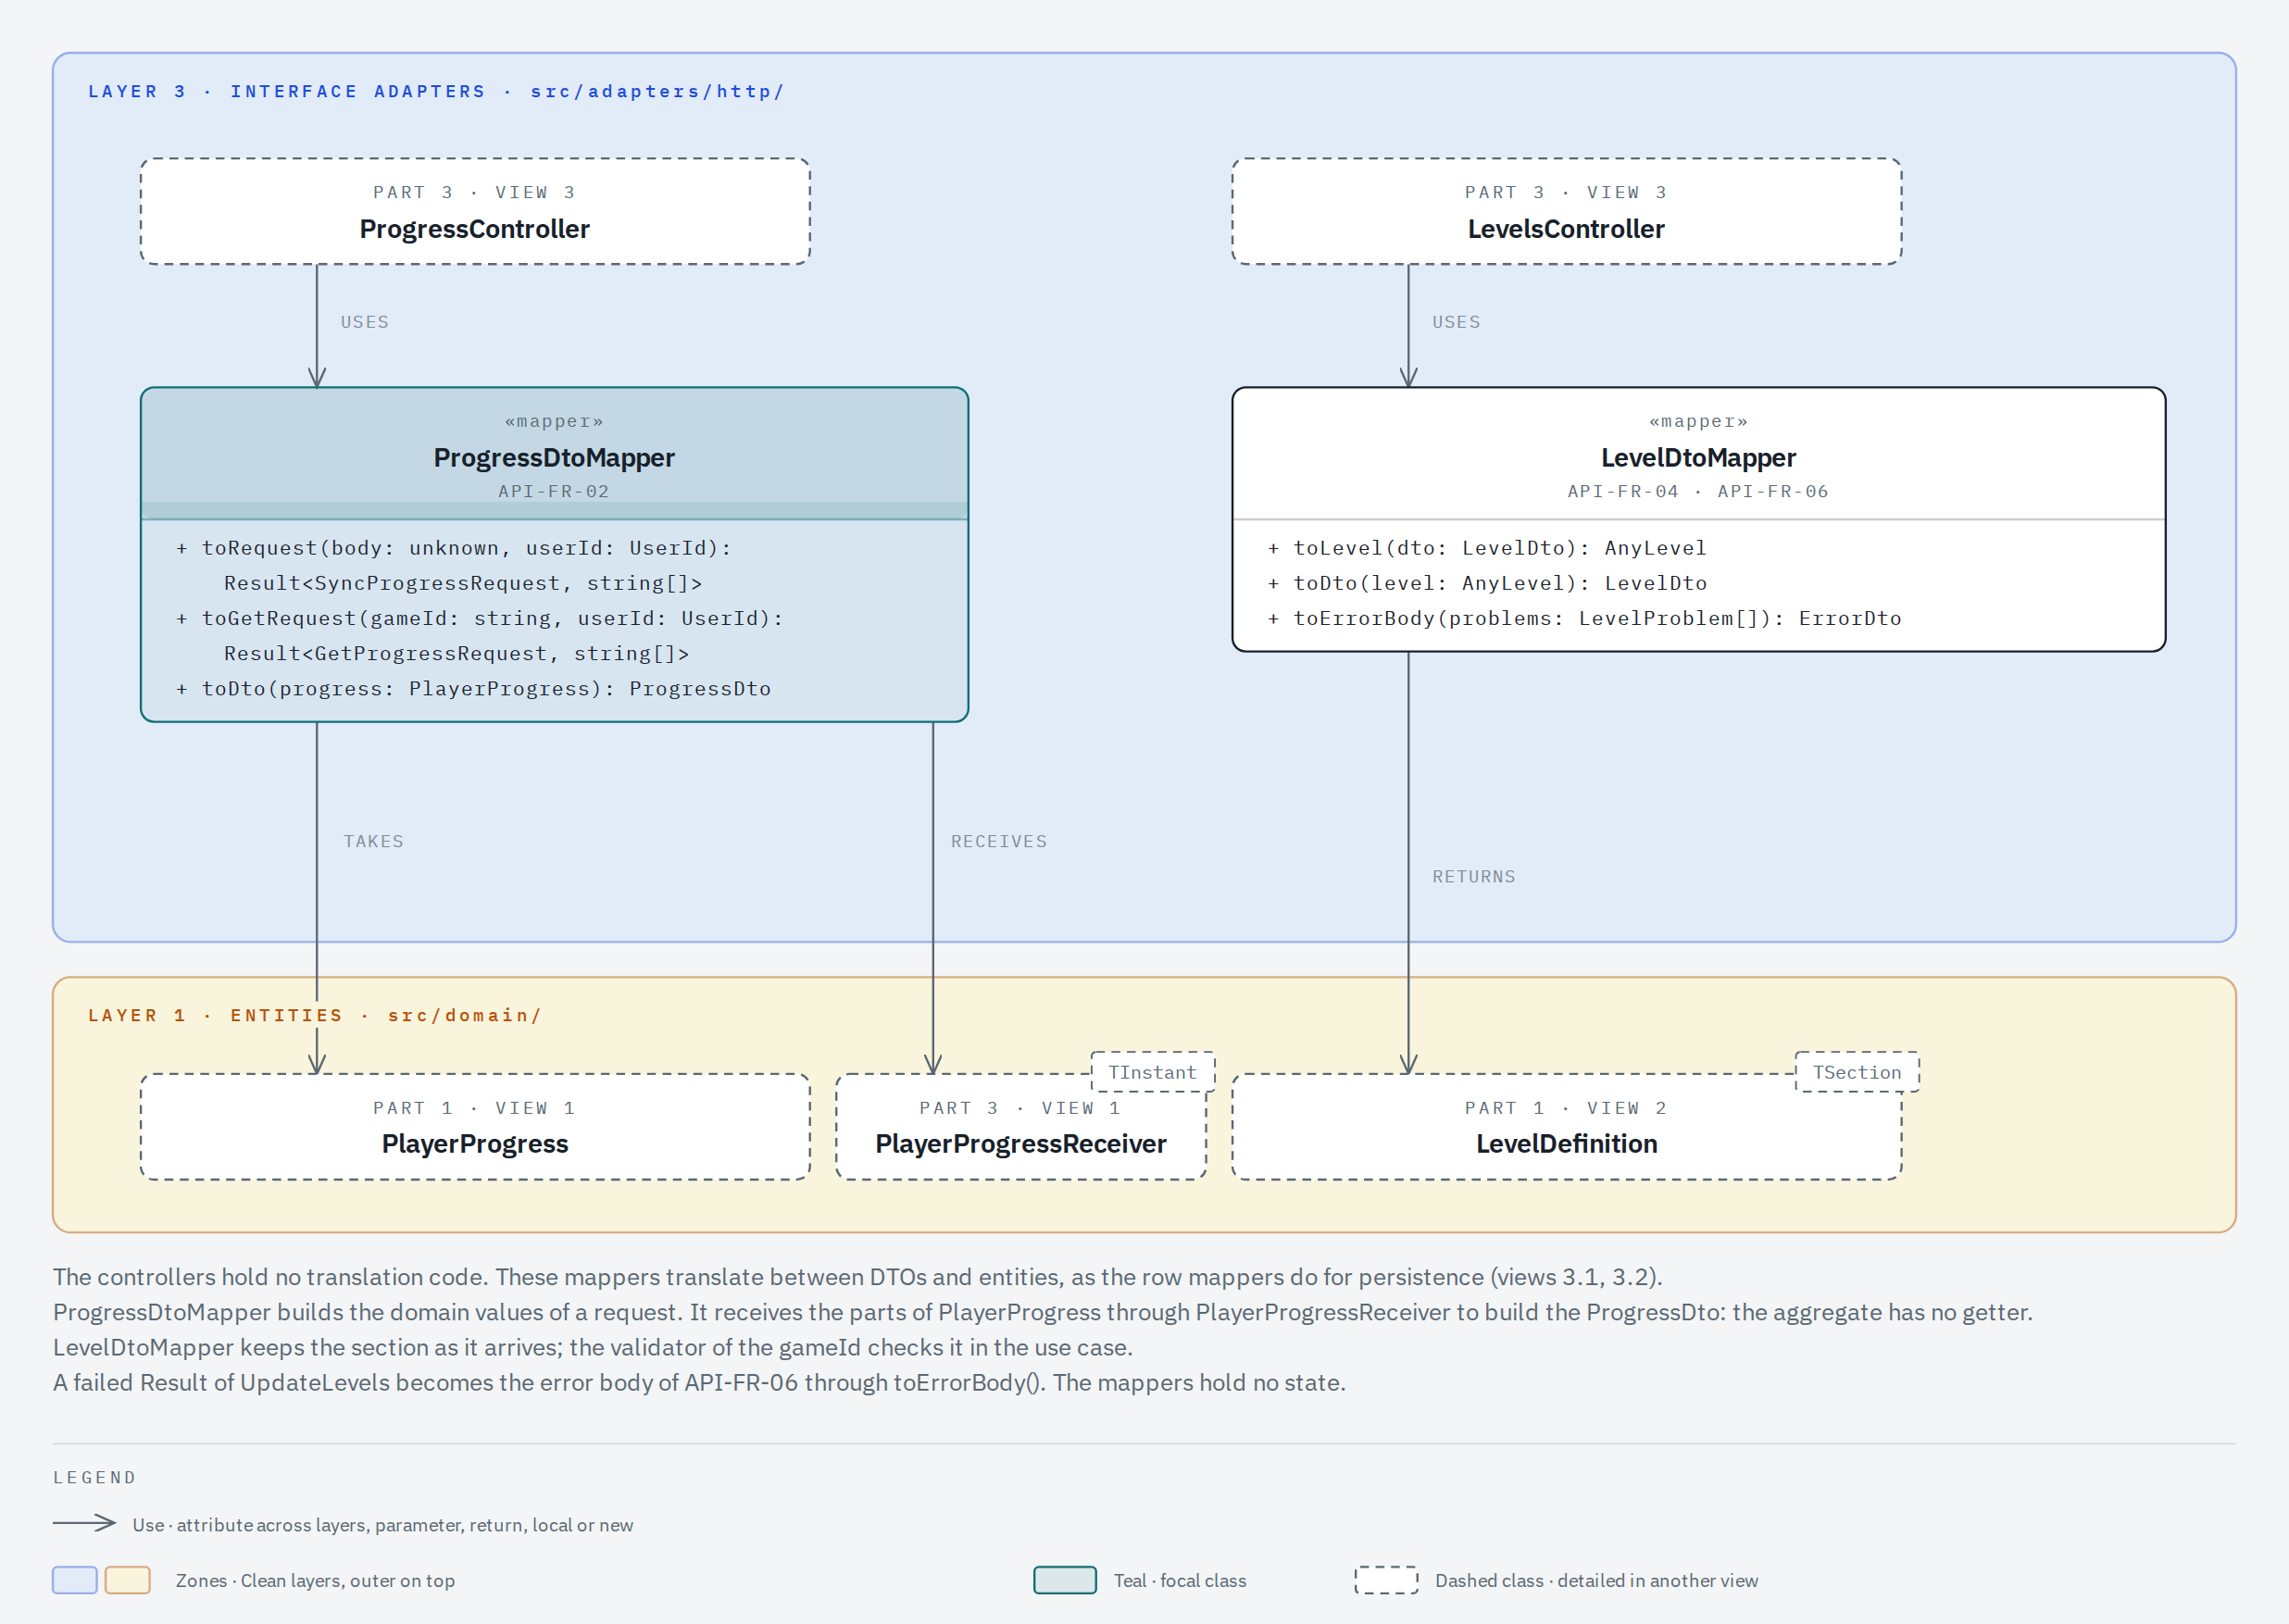 LAYER 3 · INTERFACE ADAPTERS · src/adapters/http/
PART 3 · VIEW 3
ProgressController
PART 3 · VIEW 3
LevelsController
USES
USES
«mapper»
ProgressDtoMapper
API-FR-02
+ toRequest(body: unknown, userId: UserId):
Result<SyncProgressRequest, string[]>
+ toGetRequest(gameId: string, userId: UserId):
Result<GetProgressRequest, string[]>
+ toDto(progress: PlayerProgress): ProgressDto
«mapper»
LevelDtoMapper
API-FR-04 · API-FR-06
+ toLevel(dto: LevelDto): AnyLevel
+ toDto(level: AnyLevel): LevelDto
+ toErrorBody(problems: LevelProblem[]): ErrorDto
TAKES
RECEIVES
RETURNS
LAYER 1 · ENTITIES · src/domain/
PART 1 · VIEW 1
PlayerProgress
TInstant
PART 3 · VIEW 1
PlayerProgressReceiver
TSection
PART 1 · VIEW 2
LevelDefinition
The controllers hold no translation code. These mappers translate between DTOs and entities, as the row mappers do for persistence (views 3.1, 3.2).
ProgressDtoMapper builds the domain values of a request. It receives the parts of PlayerProgress through PlayerProgressReceiver to build the ProgressDto: the aggregate has no getter.
LevelDtoMapper keeps the section as it arrives; the validator of the gameId checks it in the use case.
A failed Result of UpdateLevels becomes the error body of API-FR-06 through toErrorBody(). The mappers hold no state.
LEGEND
Use · attribute across layers, parameter, return, local or new
Zones · Clean layers, outer on top
Teal · focal class
Dashed class · detailed in another view